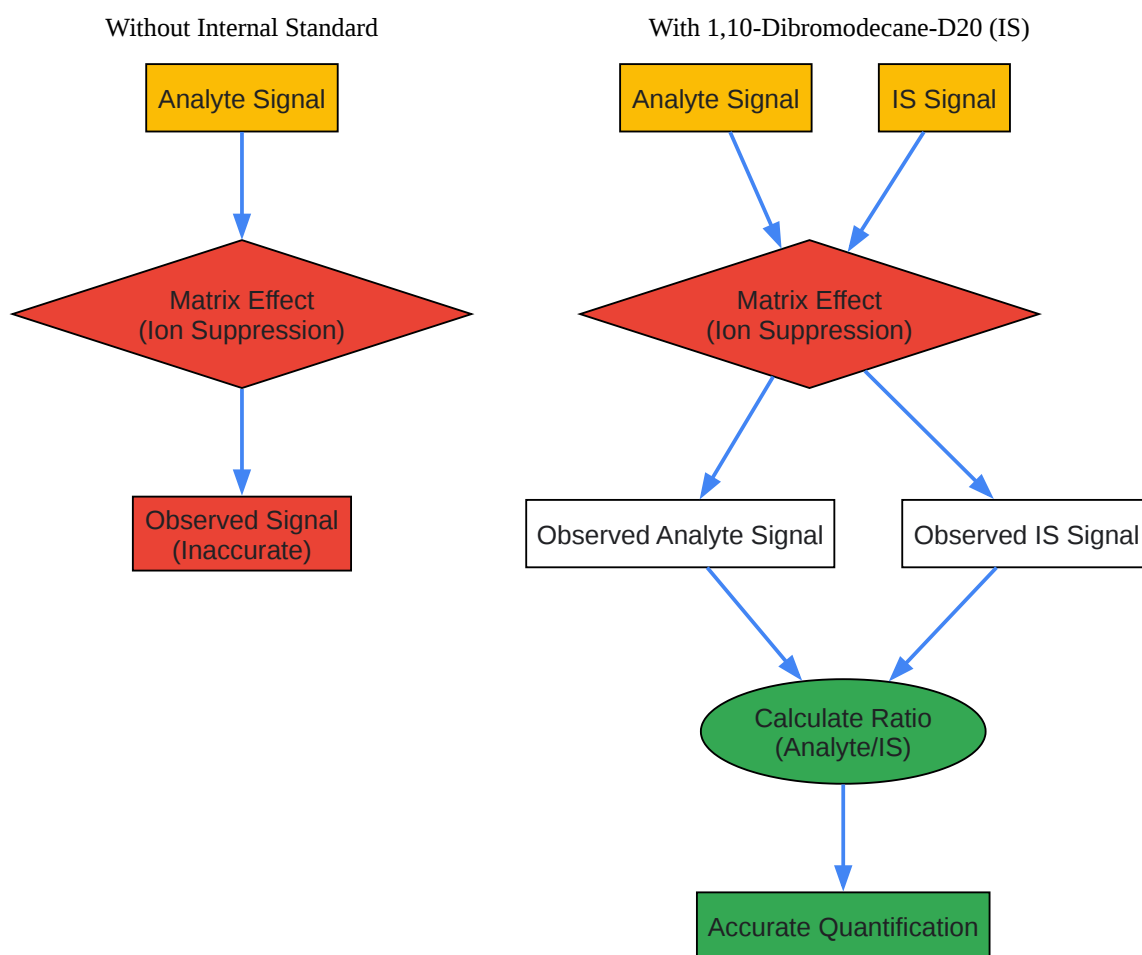 Without Internal Standard
Analyte Signal
Matrix Effect
(Ion Suppression)
Observed Signal
(Inaccurate)
With 1,10-Dibromodecane-D20 (IS)
Analyte Signal
IS Signal
Matrix Effect
(Ion Suppression)
Observed Analyte Signal
Observed IS Signal
Calculate Ratio
(Analyte/IS)
Accurate Quantification